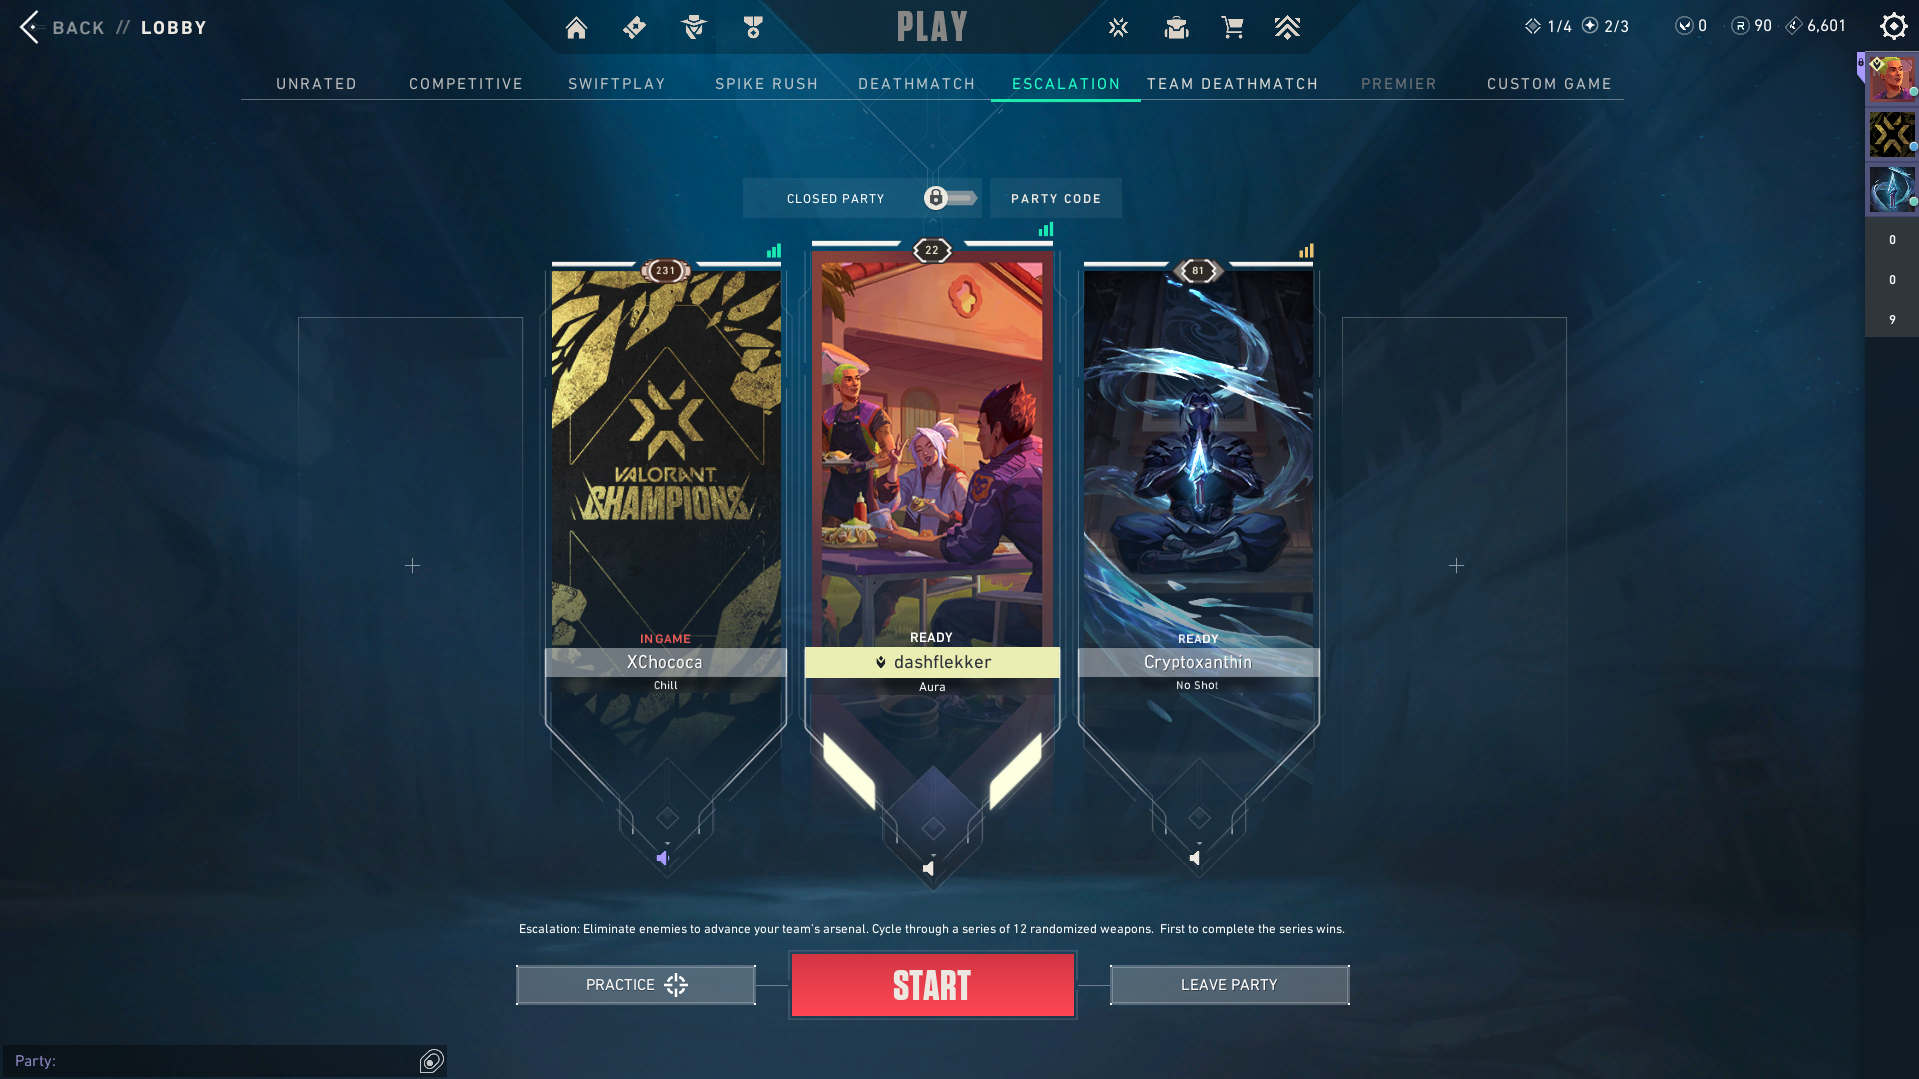 BACK // LOBBY
PLAY
1/4 2/3 0 90 6,601
UNRATED COMPETITIVE SWIFTPLAY SPIKE RUSH DEATHMATCH ESCALATION TEAM DEATHMATCH PREMIER CUSTOM GAME
CLOSED PARTY PARTY CODE
231 22 81
VALORANT
CHAMPIONS
IN GAME
XChococa
Chill
READY
dashflekker
Aura
READY
Cryptoxanthin
No Shot
0
0
9
Escalation: Eliminate enemies to advance your team's arsenal. Cycle through a series of 12 randomized weapons. First to complete the series wins.
PRACTICE START LEAVE PARTY
Party: